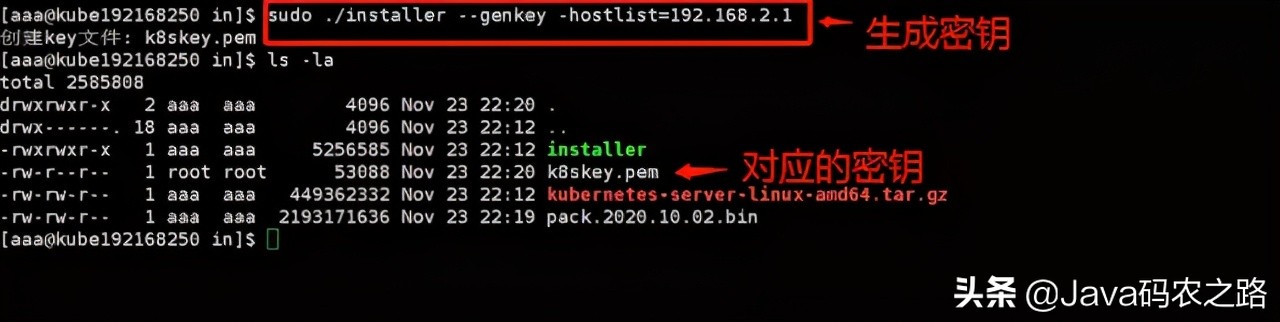 [aaa@kube192168250 in]$ sudo ./installer --genkey -hostlist=192.168.2.1
生成密钥
创建key文件: k8skey.pem
[aaa@kube192168250 in]$ ls -la
total 2585808
drwxrwxr-x 2 aaa aaa 4096 Nov 23 22:20 .
drwx------. 18 aaa aaa 4096 Nov 23 22:12 ..
-rwxrwxr-x 1 aaa aaa 5256585 Nov 23 22:12 installer
-rw-r--r-- 1 root root 53088 Nov 23 22:20 k8skey.pem 对应的密钥
-rw-rw-r-- 1 aaa aaa 449362332 Nov 23 22:12 kubernetes-server-linux-amd64.tar.gz
-rw-rw-r-- 1 aaa aaa 2193171636 Nov 23 22:19 pack.2020.10.02.bin
[aaa@kube192168250 in]$
头条 @Java码农之路